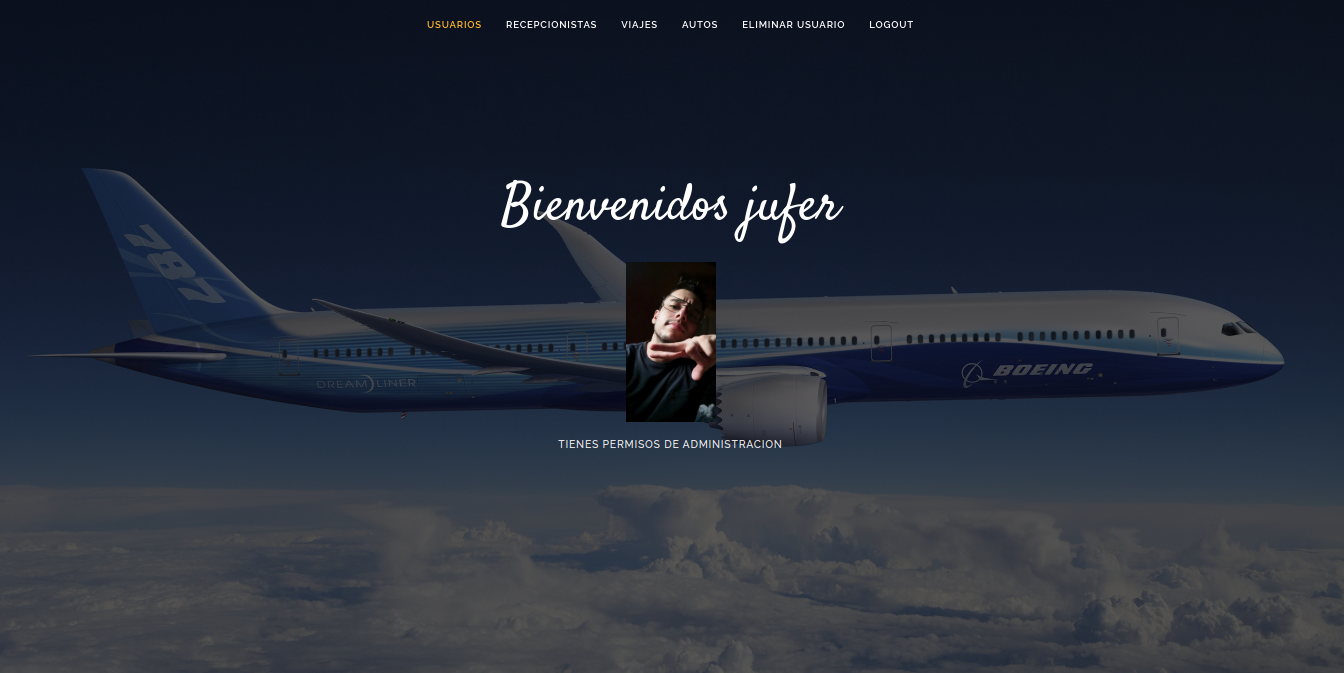 USUARIOS RECEPCIONISTAS VIAJES AUTOS ELIMINAR USUARIO LOGOUT
Bienvenidos jufer
787
DREAMLINER
BOEING
TIENES PERMISOS DE ADMINISTRACION